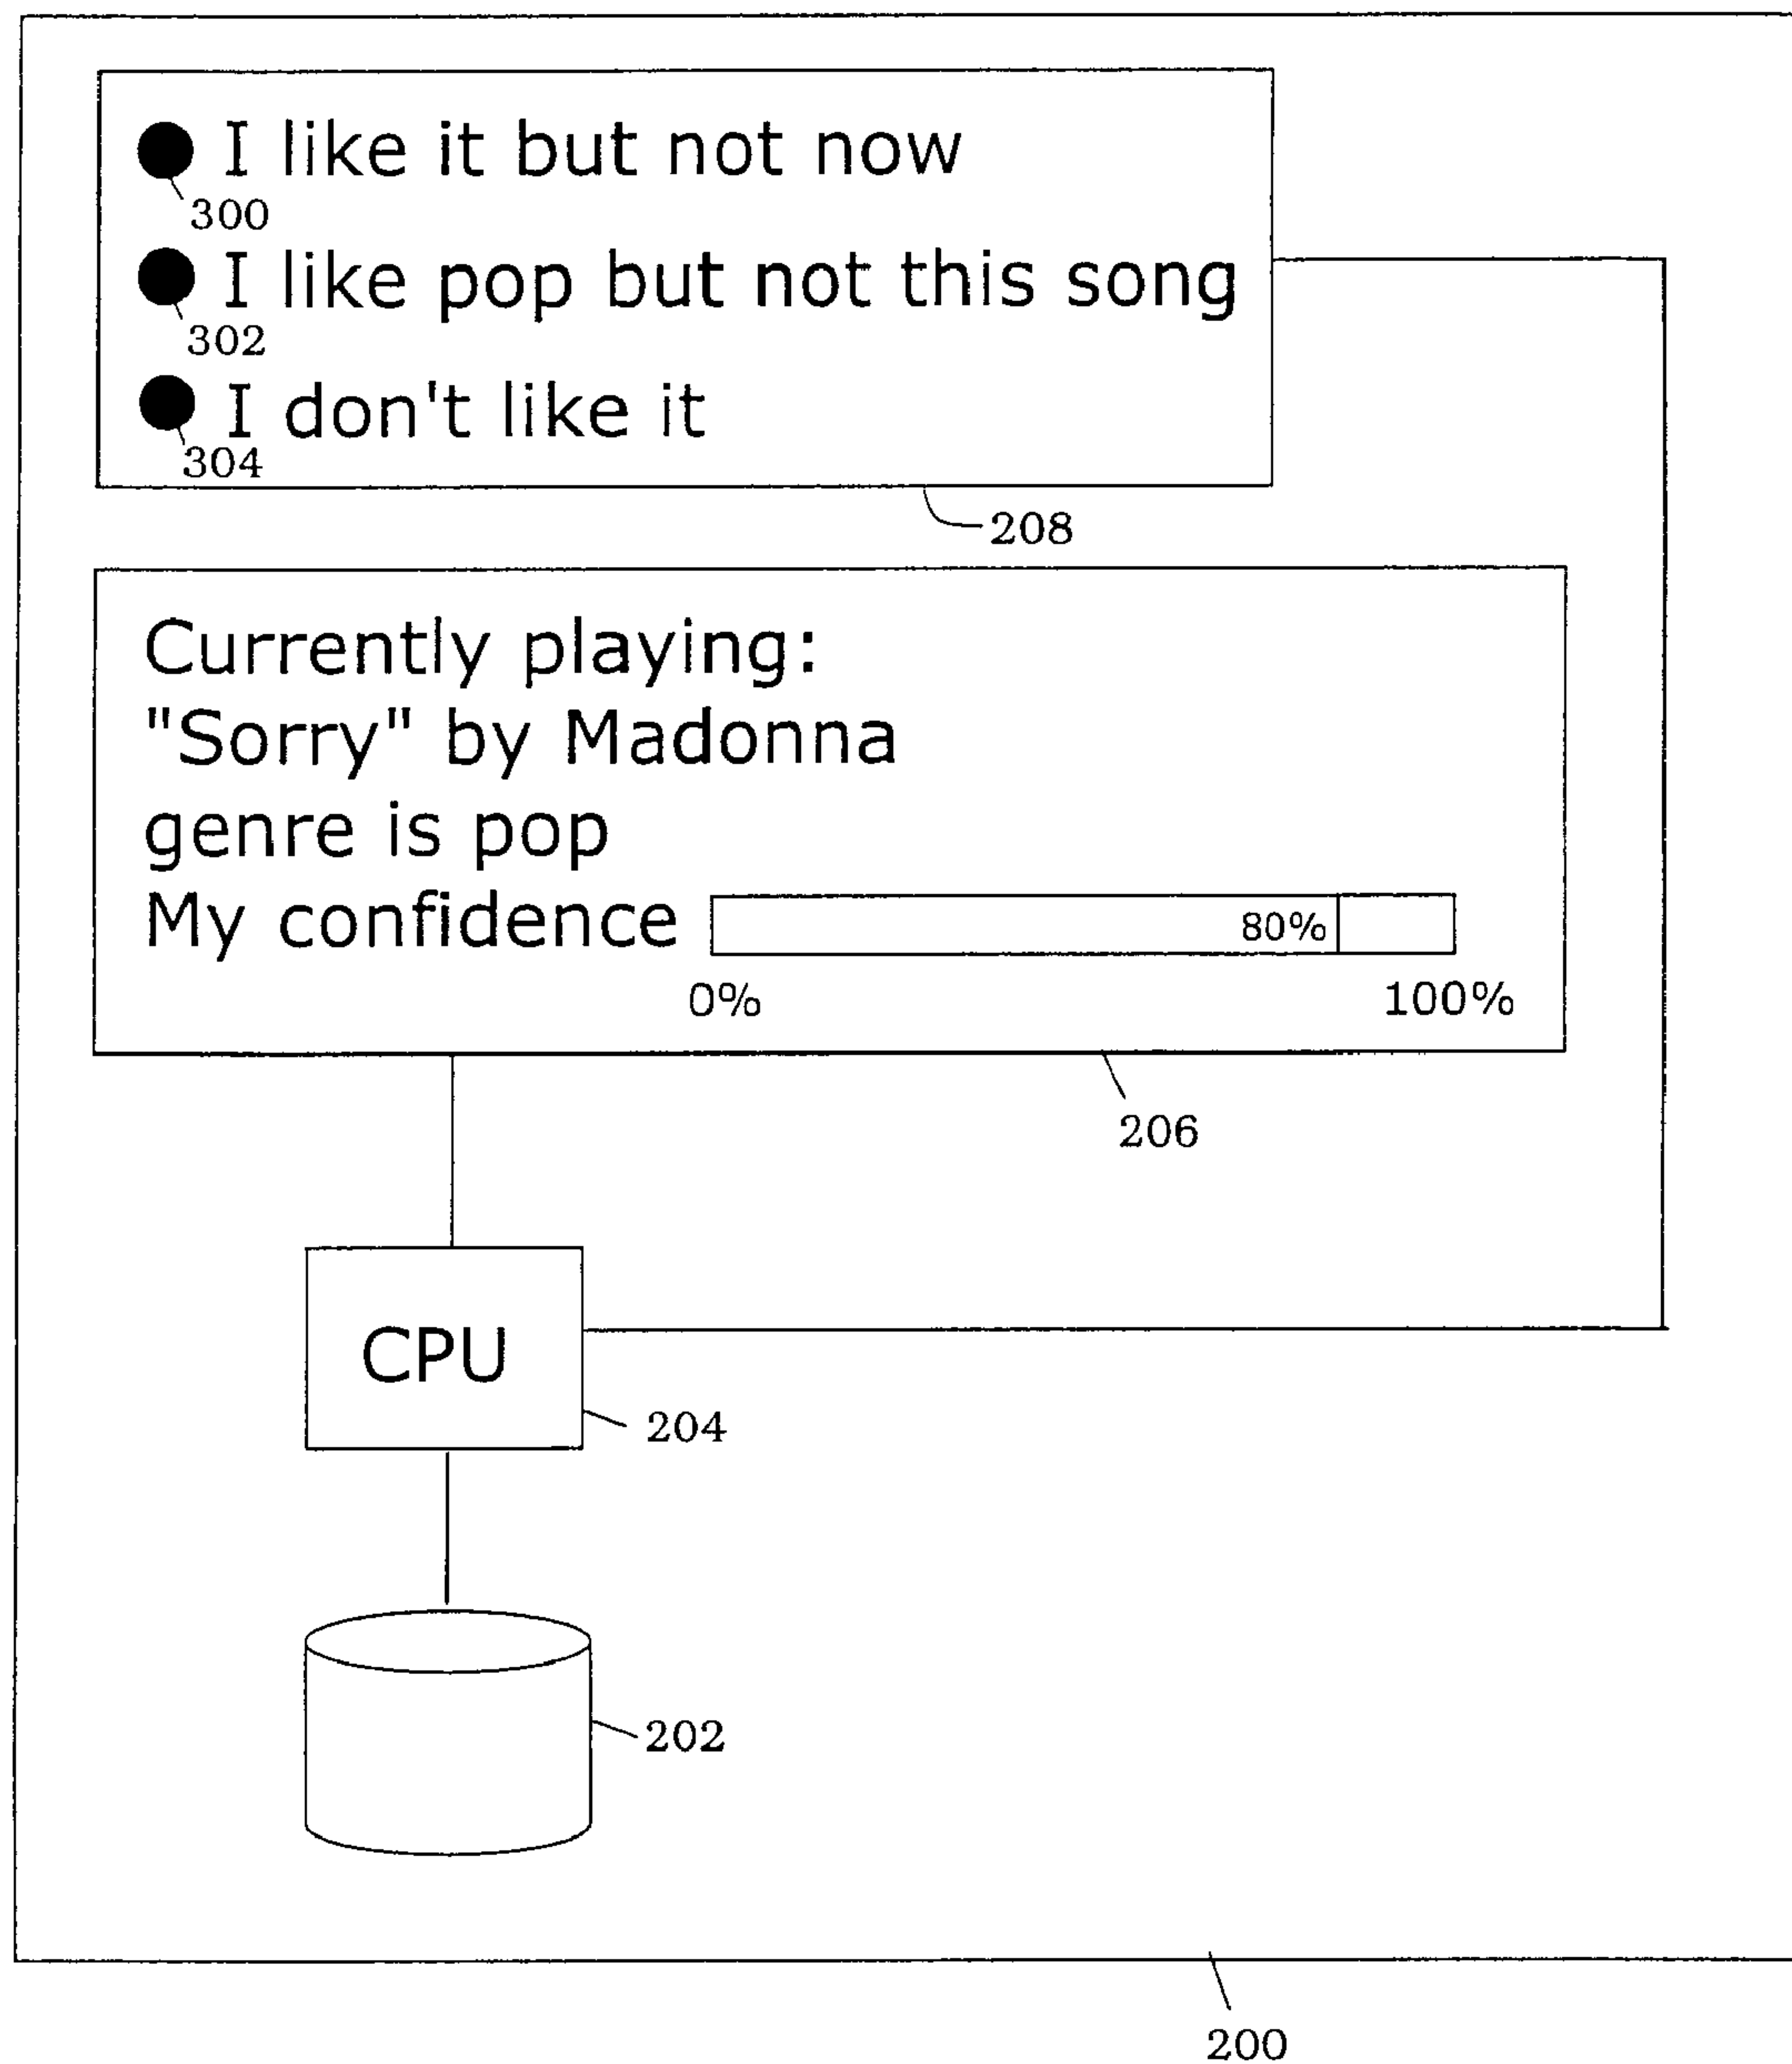 I like it but not now
300
I like pop but not this song
302
I don't like it
304
208
Currently playing:
"Sorry" by Madonna
genre is pop
My confidence 80%
0% 100%
206
CPU
204
202
200